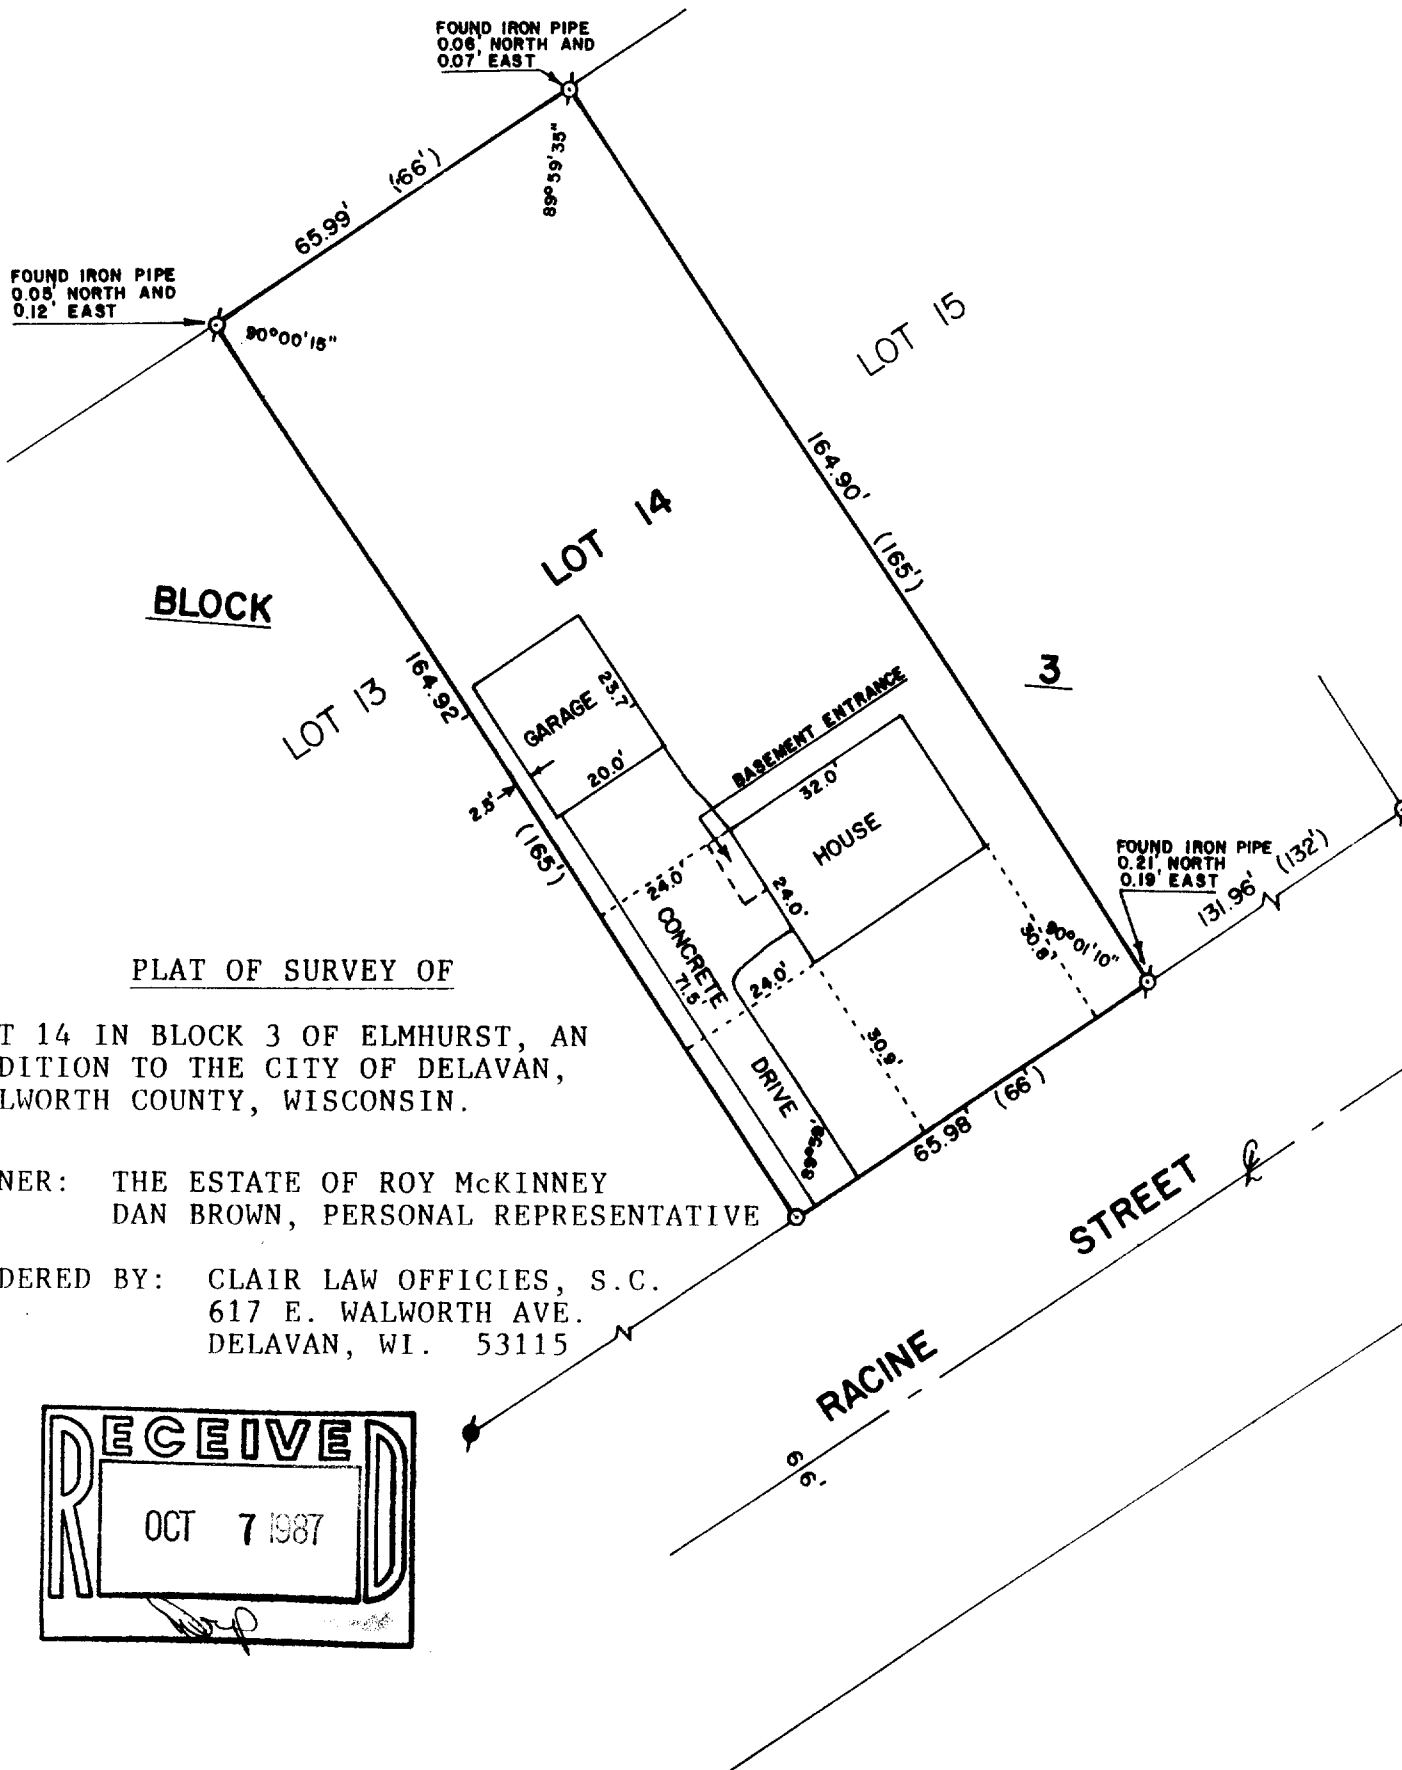 FOUND IRON PIPE
0.06' NORTH AND
0.07' EAST
89°59'35"
65.99' (66')
FOUND IRON PIPE
0.05' NORTH AND
0.12' EAST
90°00'15"
LOT 15
164.90' (165')
LOT 14
BLOCK
3
LOT 13
164.92' (165')
GARAGE
23.7'
20.0'
2.5'
BASEMENT ENTRANCE
32.0'
HOUSE
24.0'
24.0'
24.0'
CONCRETE
71.5'
DRIVE
30.9'
30.8'
90°01'10"
FOUND IRON PIPE
0.21' NORTH
0.19' EAST
131.96' (132')
89°59'
65.98' (66')
RACINE STREET
66'
PLAT OF SURVEY OF
T 14 IN BLOCK 3 OF ELMHURST, AN
DITION TO THE CITY OF DELAVAN,
LWORTH COUNTY, WISCONSIN.
NER: THE ESTATE OF ROY McKINNEY
DAN BROWN, PERSONAL REPRESENTATIVE
DERED BY: CLAIR LAW OFFICIES, S.C.
617 E. WALWORTH AVE.
DELAVAN, WI. 53115
RECEIVED
OCT 7 1987